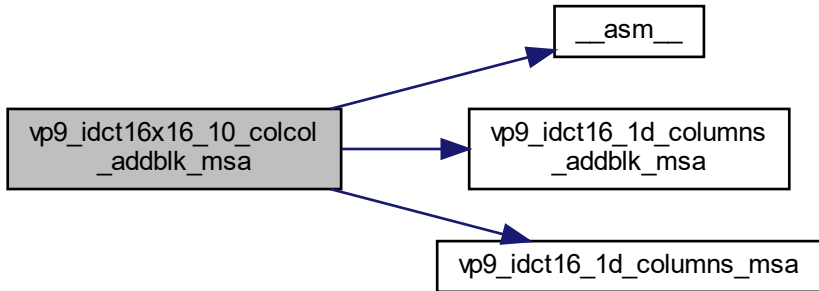 __asm__
vp9_idct16x16_10_colcol
_addblk_msa
vp9_idct16_1d_columns
_addblk_msa
vp9_idct16_1d_columns_msa